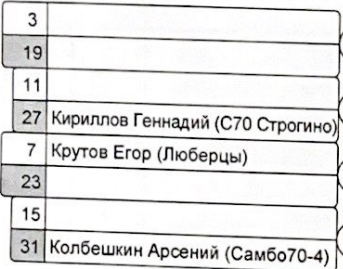 3
19
11
27 Кириллов Геннадий (С70 Строгино)
7 Крутов Егор (Люберцы)
23
15
31 Колбешкин Арсений (Самбо70-4)